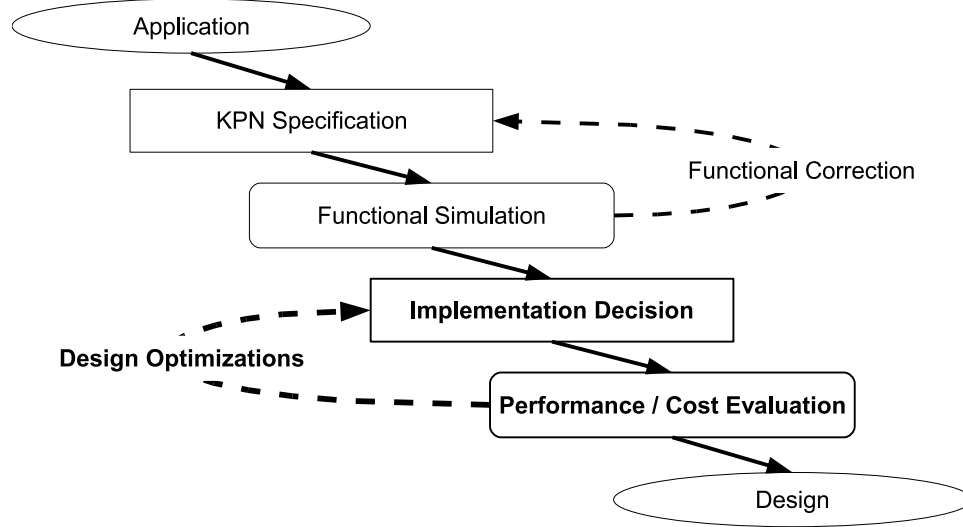 Application
KPN Specification
Functional Correction
Functional Simulation
Implementation Decision
Design Optimizations
Performance / Cost Evaluation
Design